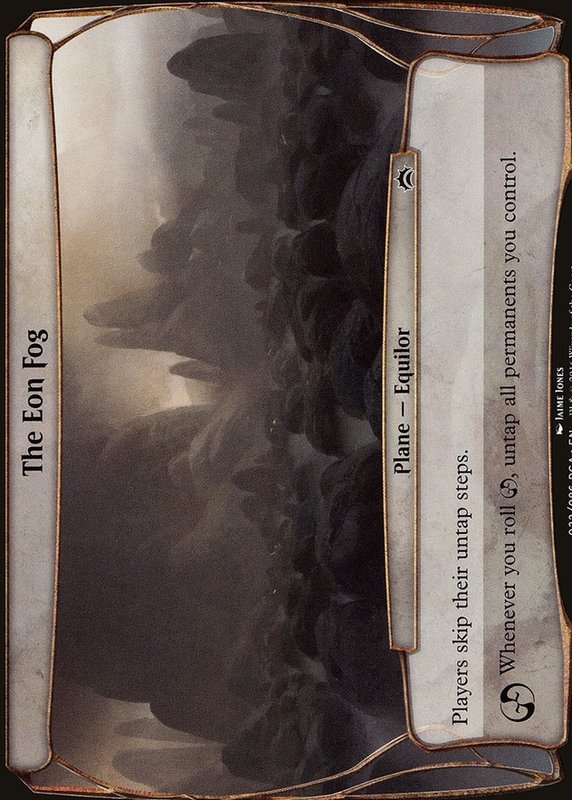 The Eon Fog
Plane — Equilor
Players skip their untap steps.
Whenever you roll , untap all permanents you control.
JAIME JONES